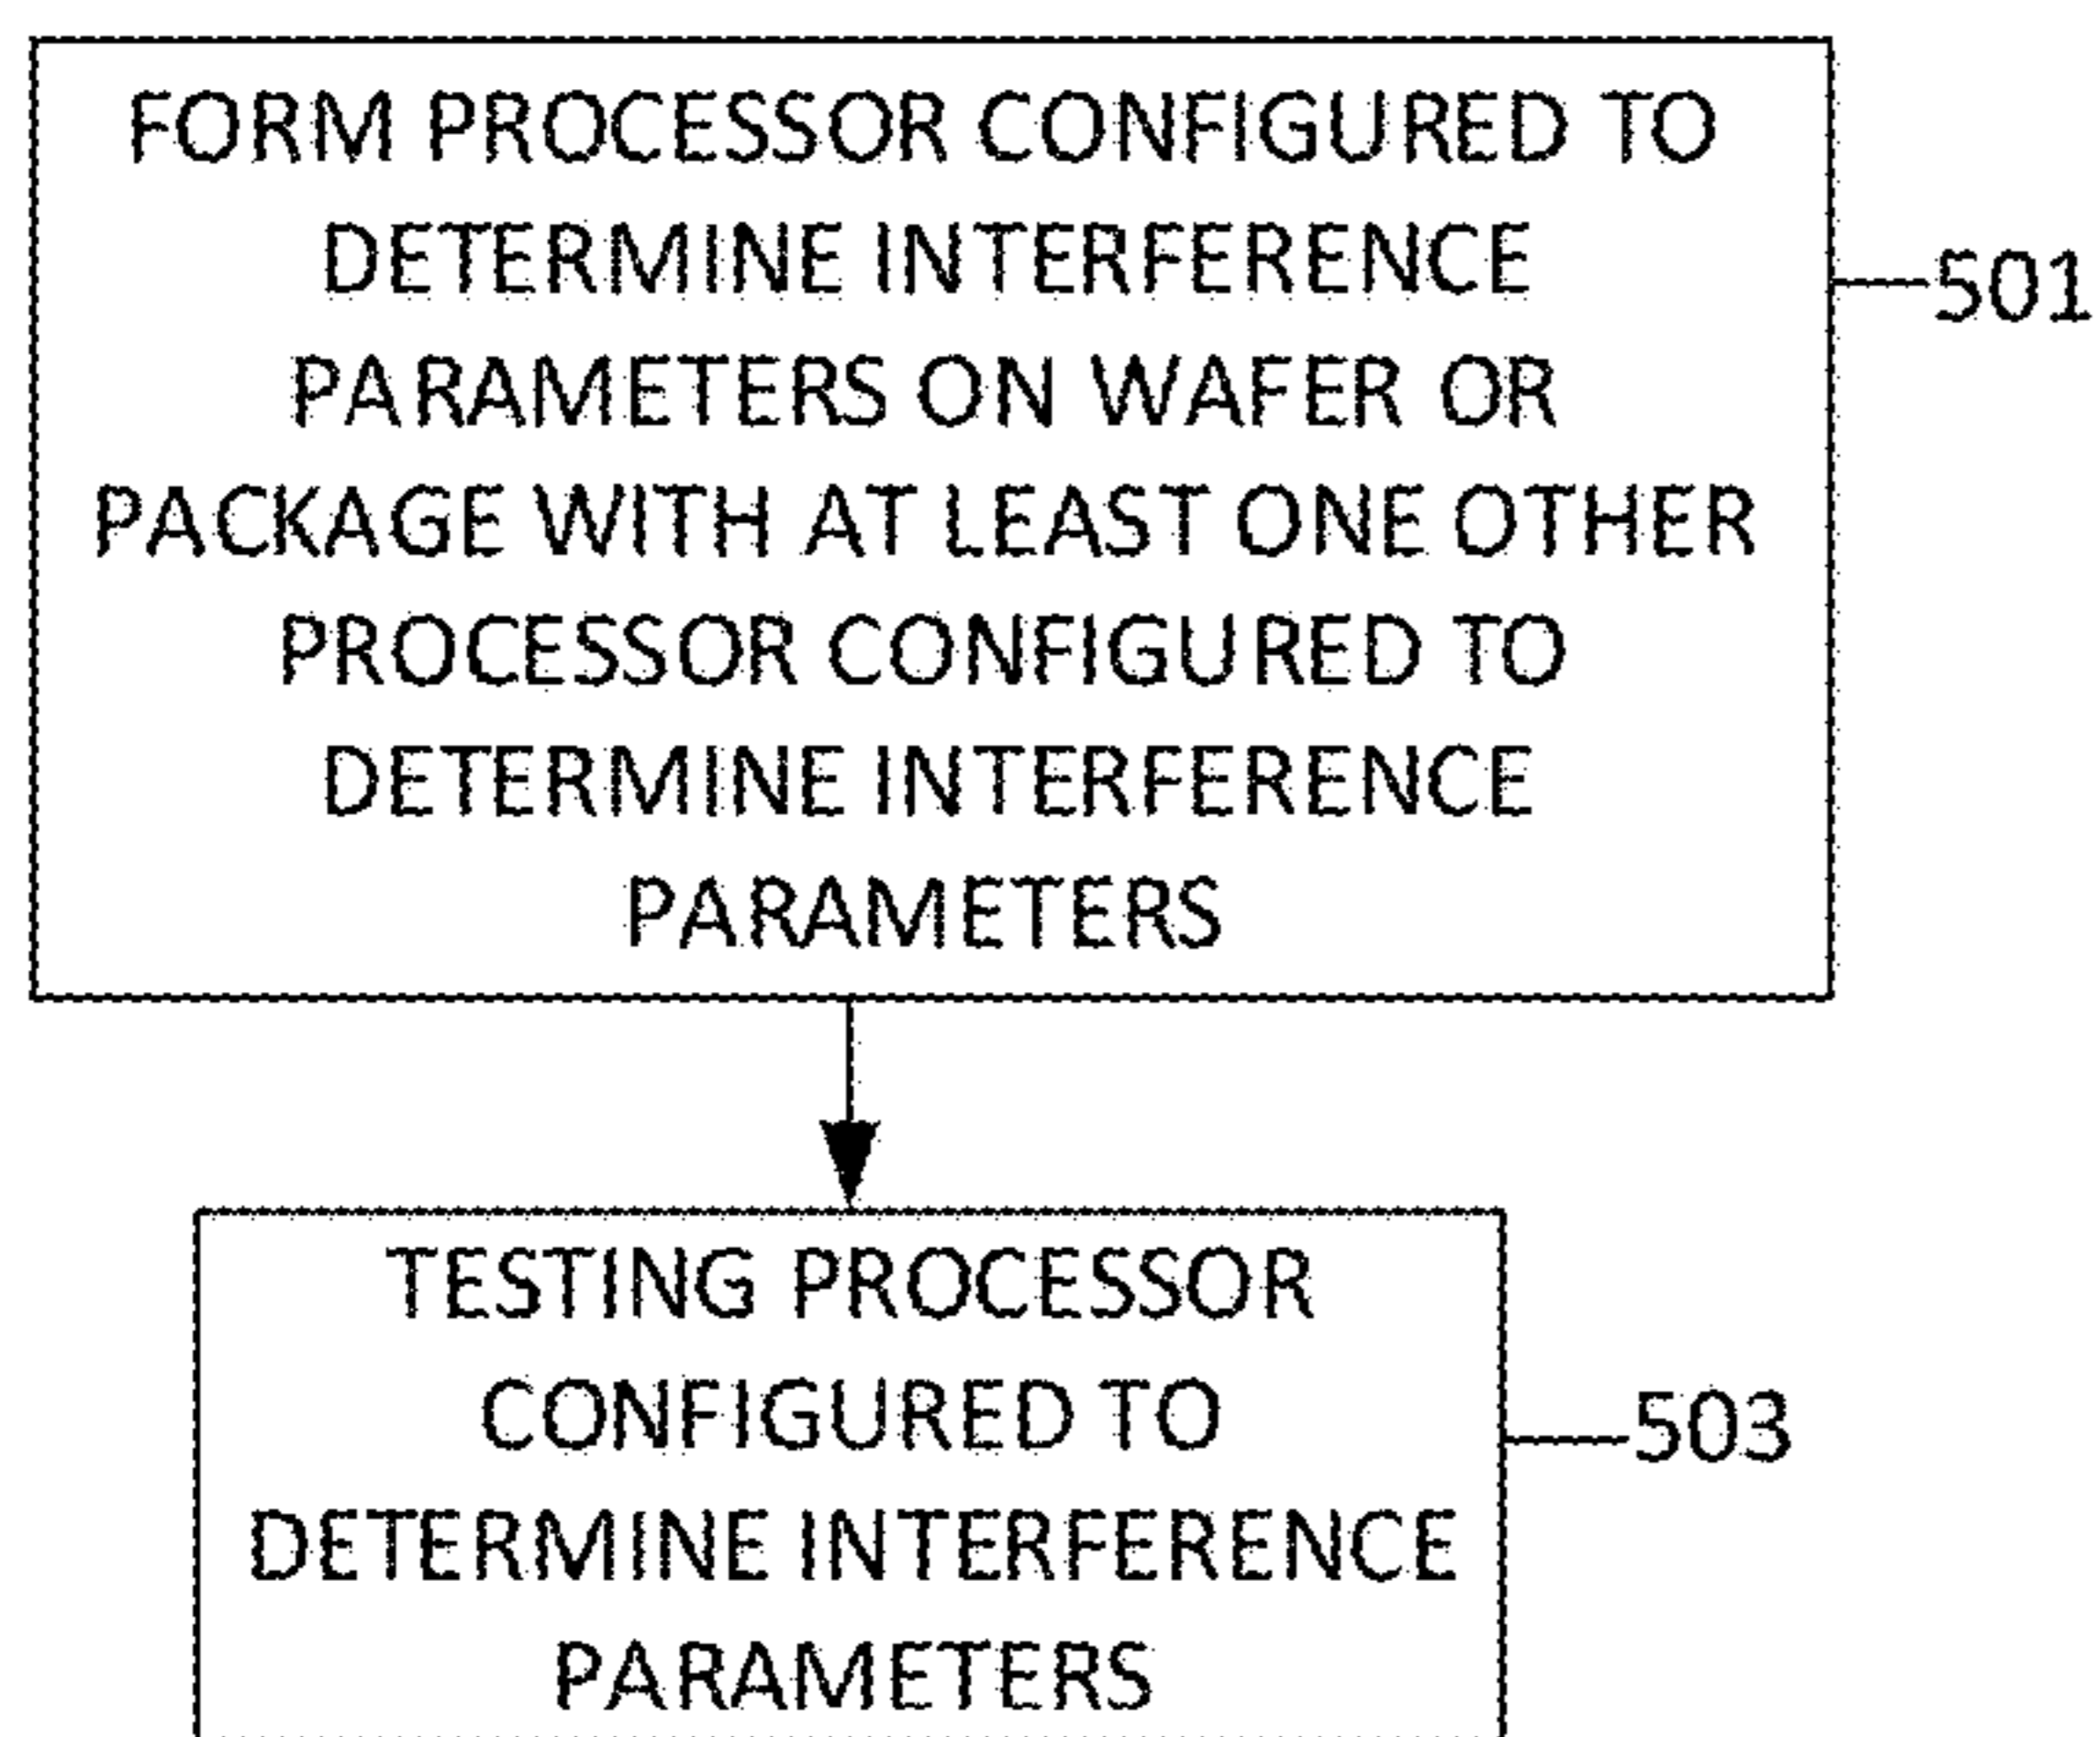 FORM PROCESSOR CONFIGURED TO
DETERMINE INTERFERENCE
PARAMETERS ON WAFER OR
PACKAGE WITH AT LEAST ONE OTHER
PROCESSOR CONFIGURED TO
DETERMINE INTERFERENCE
PARAMETERS
501
TESTING PROCESSOR
CONFIGURED TO
DETERMINE INTERFERENCE
PARAMETERS
503